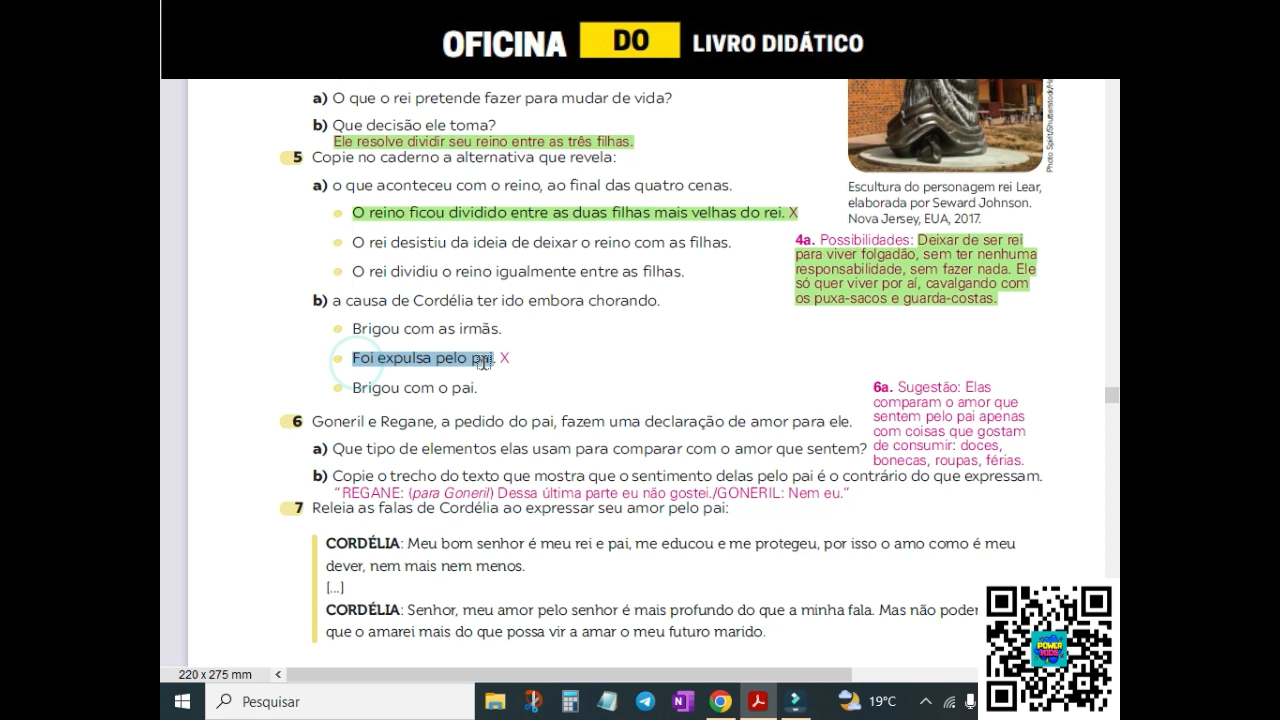 OFICINA DO LIVRO DIDÁTICO
a) O que o rei pretende fazer para mudar de vida?
b) Que decisão ele toma?
Ele resolve dividir seu reino entre as três filhas.
5 Copie no caderno a alternativa que revela:
a) o que aconteceu com o reino, ao final das quatro cenas.
O reino ficou dividido entre as duas filhas mais velhas do rei. X
O rei desistiu da ideia de deixar o reino com as filhas.
O rei dividiu o reino igualmente entre as filhas.
b) a causa de Cordélia ter ido embora chorando.
Brigou com as irmãs.
Foi expulsa pelo pai. X
Brigou com o pai.
Photo Spirit/Shutterstock
Escultura do personagem rei Lear,
elaborada por Seward Johnson.
Nova Jersey, EUA, 2017.
4a. Possibilidades: Deixar de ser rei
para viver folgadão, sem ter nenhuma
responsabilidade, sem fazer nada. Ele
só quer viver por aí, cavalgando com
os puxa-sacos e guarda-costas.
6 Goneril e Regane, a pedido do pai, fazem uma declaração de amor para ele.
a) Que tipo de elementos elas usam para comparar com o amor que sentem?
6a. Sugestão: Elas
comparam o amor que
sentem pelo pai apenas
com coisas que gostam
de consumir: doces,
bonecas, roupas, férias.
b) Copie o trecho do texto que mostra que o sentimento delas pelo pai é o contrário do que expressam.
“REGANE: (para Goneril) Dessa última parte eu não gostei./GONERIL: Nem eu.”
7 Releia as falas de Cordélia ao expressar seu amor pelo pai:
CORDÉLIA: Meu bom senhor é meu rei e pai, me educou e me protegeu, por isso o amo como é meu
dever, nem mais nem menos.
[...]
CORDÉLIA: Senhor, meu amor pelo senhor é mais profundo do que a minha fala. Mas não poder
que o amarei mais do que possa vir a amar o meu futuro marido.
220 x 275 mm
Pesquisar
19°C
POWER KIDS